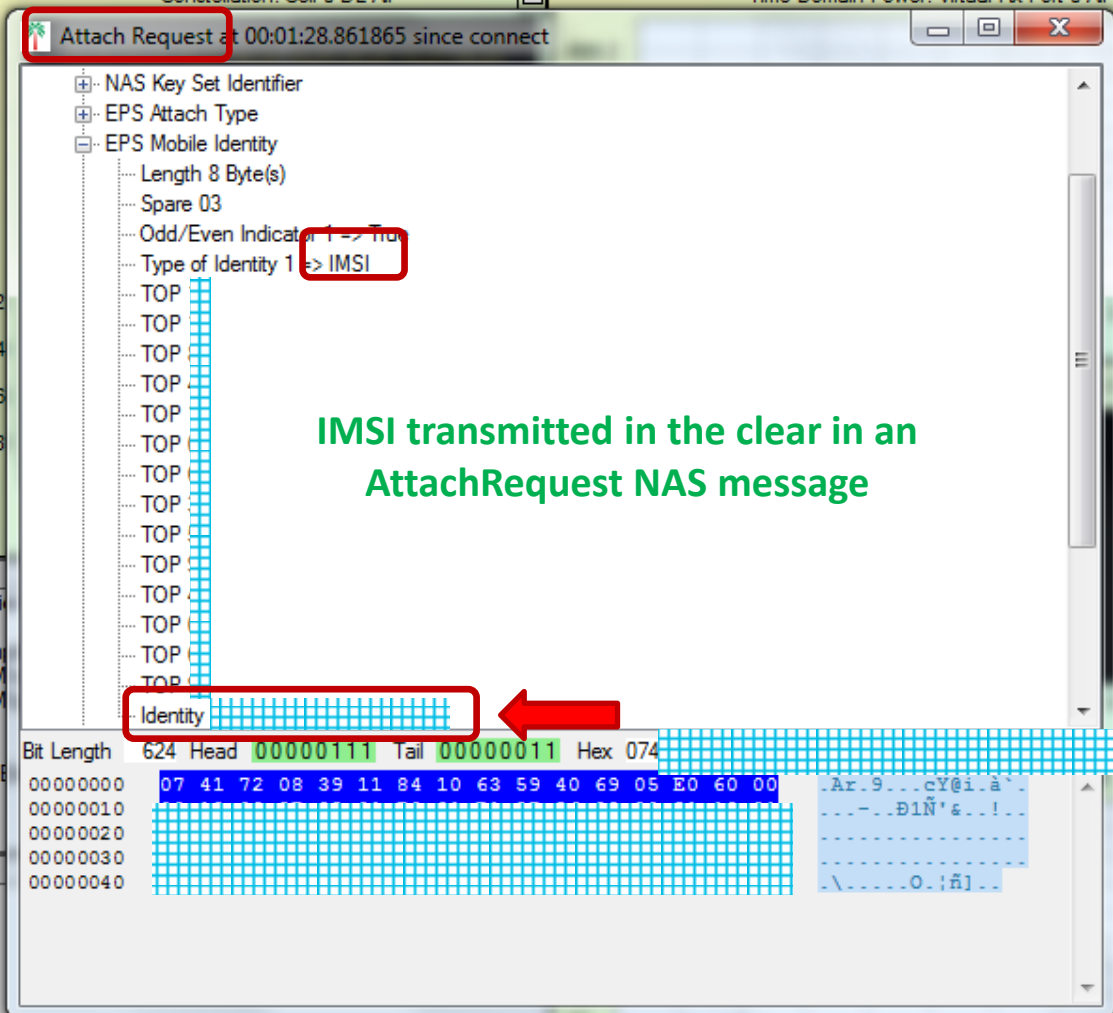 Attach Request at 00:01:28.861865 since connect
NAS Key Set Identifier
EPS Attach Type
EPS Mobile Identity
Length 8 Byte(s)
Spare 03
Odd/Even Indicator 1 => True
Type of Identity 1 => IMSI
TOP
TOP
TOP
TOP
TOP
TOP
TOP
TOP
TOP
TOP
TOP
TOP
TOP
TOP
IMSI transmitted in the clear in an
AttachRequest NAS message
Identity
Bit Length 624 Head 00000111 Tail 00000011 Hex 074
00000000 07 41 72 08 39 11 84 10 63 59 40 69 05 E0 60 00 .Ar.9...cY@i.à`.
00000010 ...-..Ð1Ñ'&..!..
00000020 ................
00000030 ................
00000040 .\.....O.¦ñ]..